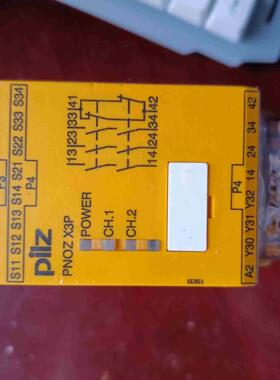 P3
S11 S12 S13 S14 S21 S22 S33 S34
P4
pilz
PNOZ X3P
POWER
CH.1
CH.2
13 23 33 41
14 24 34 42
P4
A2 Y30 Y31 Y32 14 24 34 42